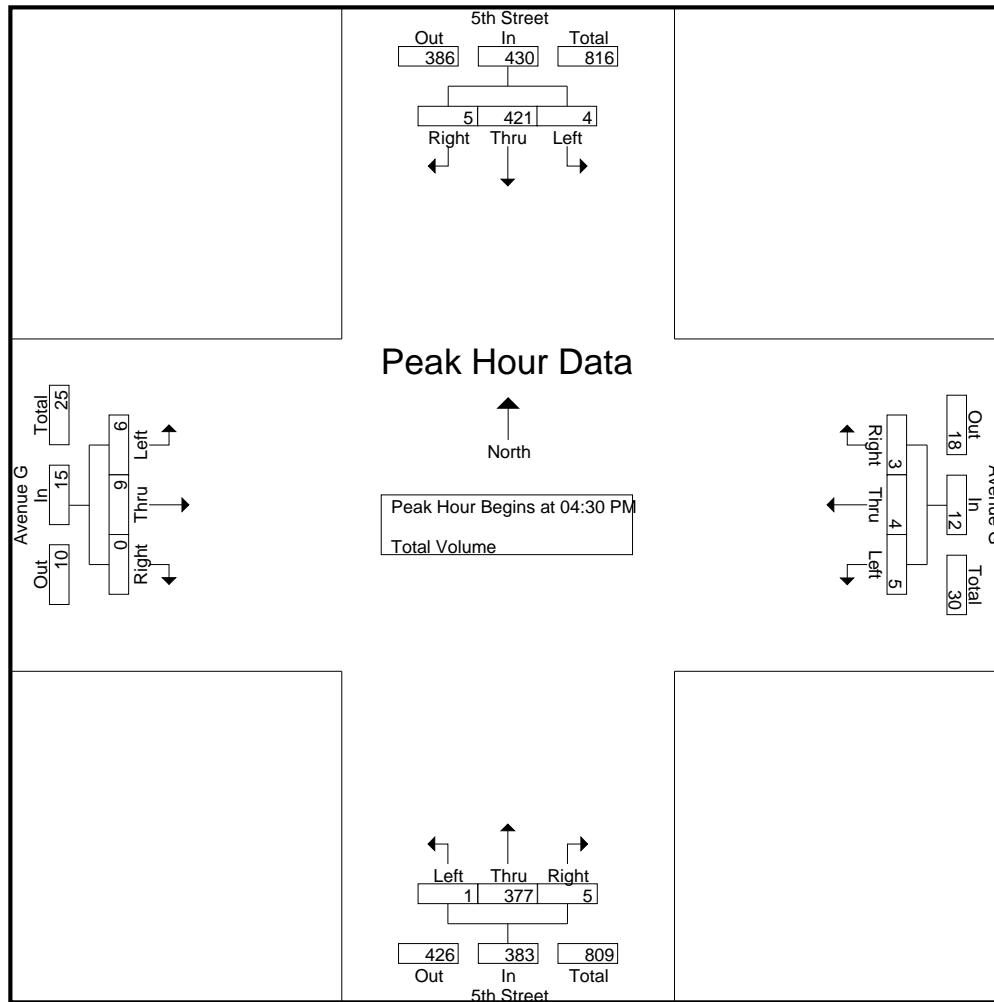 5th Street
Out In Total
386 430 816
5 421 4
Right Thru Left
Peak Hour Data
North
Peak Hour Begins at 04:30 PM
Total Volume
Avenue G
Total In Out
25 15 10
6 9 0
Left Thru Right
Out In Total
18 12 30
3 4 5
Right Thru Left
Left Thru Right
1 377 5
426 383 809
Out In Total
5th Street